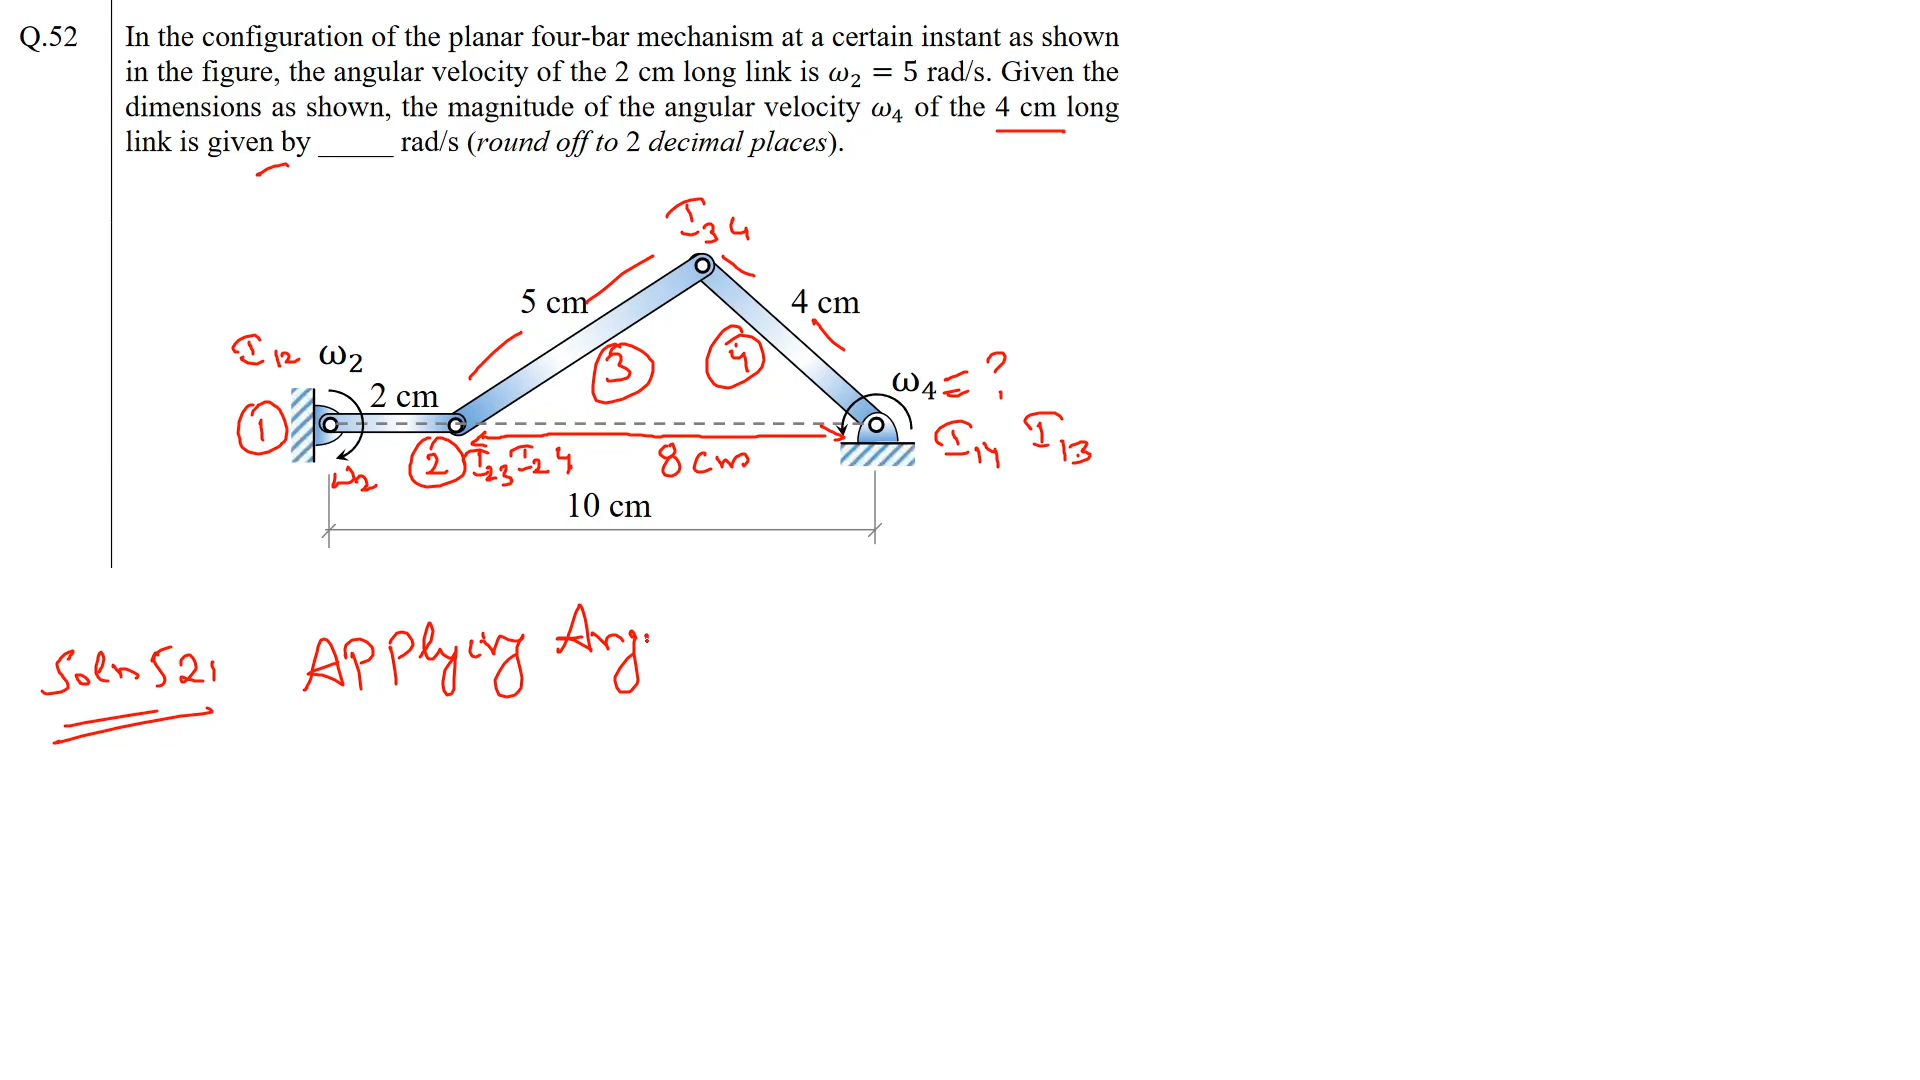 Q.52
In the configuration of the planar four-bar mechanism at a certain instant as shown
in the figure, the angular velocity of the 2 cm long link is ω₂ = 5 rad/s. Given the
dimensions as shown, the magnitude of the angular velocity ω₄ of the 4 cm long
link is given by _____ rad/s (round off to 2 decimal places).
I34
5 cm
4 cm
I12 ω₂
3
4
2 cm
ω₄ = ?
1
I14 I13
2 I23 I24
8 cm
ω2
10 cm
Soln 52:
Applying Ang.